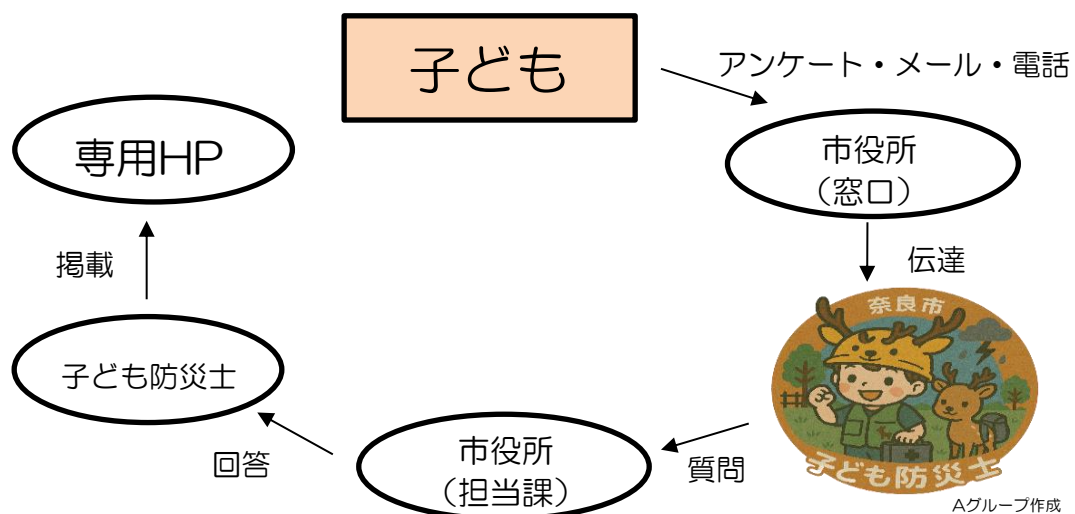 子ども
アンケート・メール・電話
専用HP
市役所
（窓口）
掲載
伝達
奈良市
子ども防災士
子ども防災士
市役所
（担当課）
回答
質問
Aグループ作成